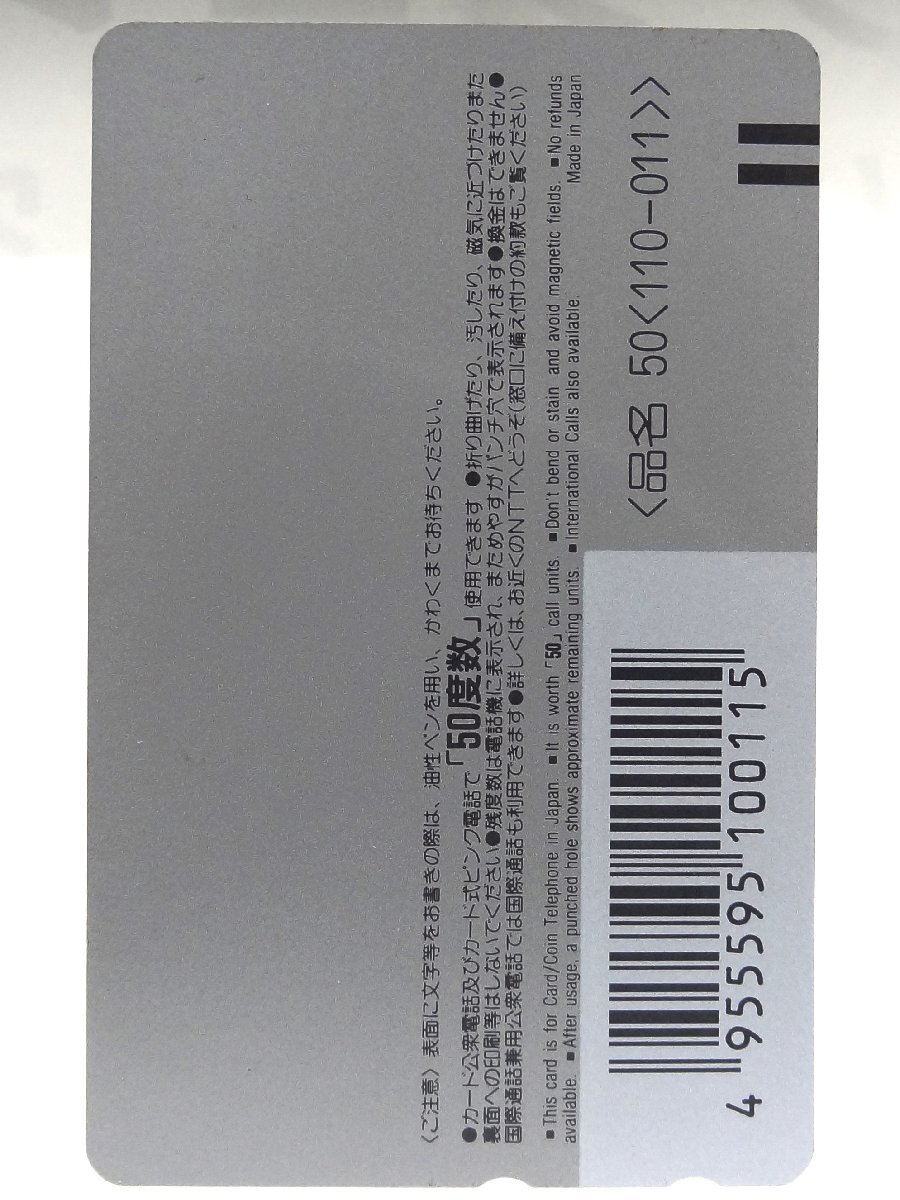 〈ご注意〉表面に文字等をお書きの際は、油性ペンを用い、かわくまでお待ちください。
●カード公衆電話及びカード式ピンク電話で「50度数」使用できます ●折り曲げたり、汚したり、磁気に近づけたりまた
裏面への印刷等はしないでください●残度数は電話機に表示され、まためやすがパンチ穴で表示されます●換金はできません●
国際通話兼用公衆電話では国際通話も利用できます●詳しくは、お近くのNTTへどうぞ(窓口に備え付けの約款もご覧ください)
■This card is for Card/Coin Telephone in Japan. ■It is worth「50」call units. ■Don't bend or stain and avoid magnetic fields. ■No refunds
available. ■After usage, a punched hole shows approximate remaining units. ■International Calls also available. Made in Japan
〈品名 50〈110-011〉〉
4 955595 100115